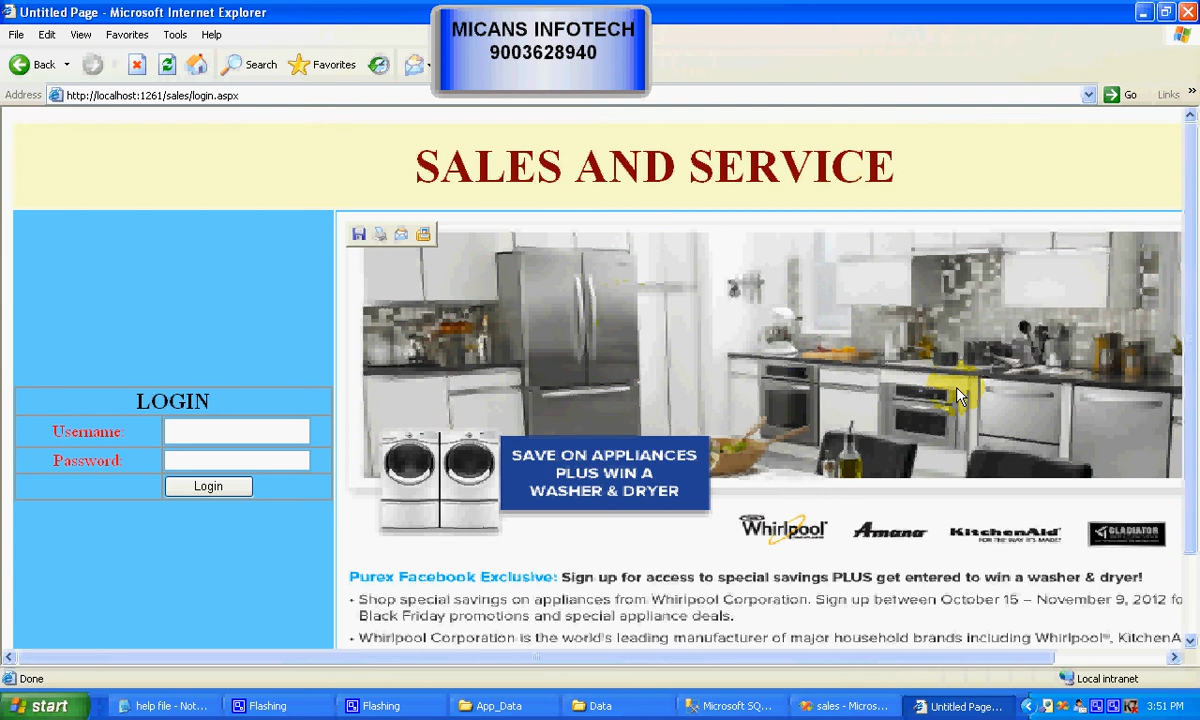 Untitled Page - Microsoft Internet Explorer
MICANS INFOTECH
9003628940
File Edit View Favorites Tools Help
Back Search Favorites
Address http://localhost:1261/sales/login.aspx Go Links »
SALES AND SERVICE
LOGIN
Username:
Password:
Login
SAVE ON APPLIANCES
PLUS WIN A
WASHER & DRYER
Whirlpool Amana KitchenAid GLADIATOR
FOR THE WAY IT'S MADE.
Purex Facebook Exclusive: Sign up for access to special savings PLUS get entered to win a washer & dryer!
• Shop special savings on appliances from Whirlpool Corporation. Sign up between October 15 – November 9, 2012 fo
Black Friday promotions and special appliance deals.
• Whirlpool Corporation is the world's leading manufacturer of major household brands including Whirlpool®, KitchenA
Done Local intranet
start help file - Not... Flashing Flashing App_Data Data Microsoft SQ... sales - Micros... Untitled Page... 3:51 PM